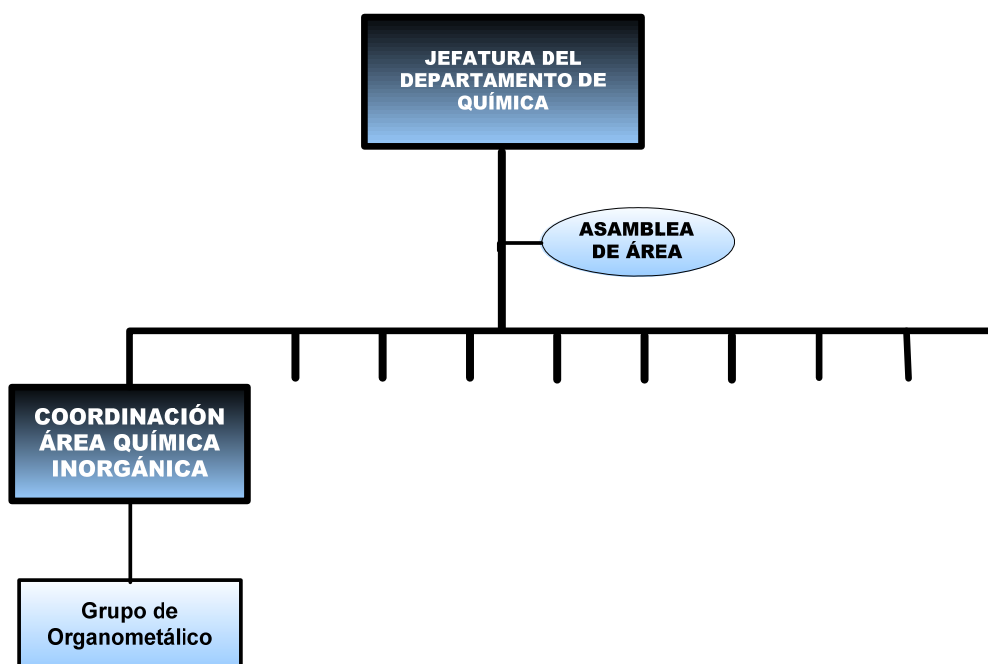 JEFATURA DEL
DEPARTAMENTO DE
QUÍMICA
ASAMBLEA
DE ÁREA
COORDINACIÓN
ÁREA QUÍMICA
INORGÁNICA
Grupo de
Organometálico